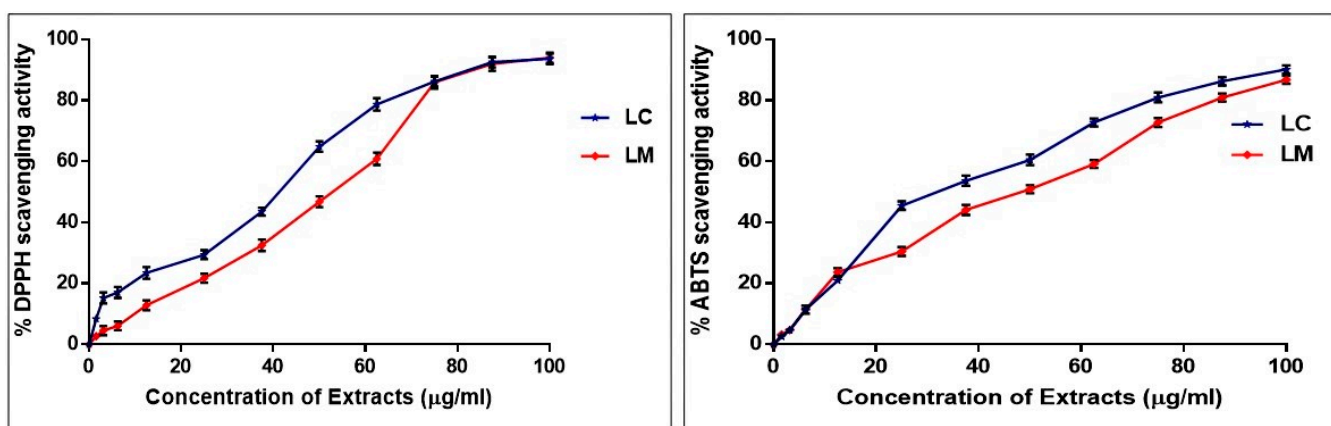 % DPPH scavenging activity
100
80
60
40
20
0
0 20 40 60 80 100
Concentration of Extracts (μg/ml)
LC
LM
% ABTS scavenging activity
100
80
60
40
20
0
0 20 40 60 80 100
Concentration of Extracts (μg/ml)
LC
LM